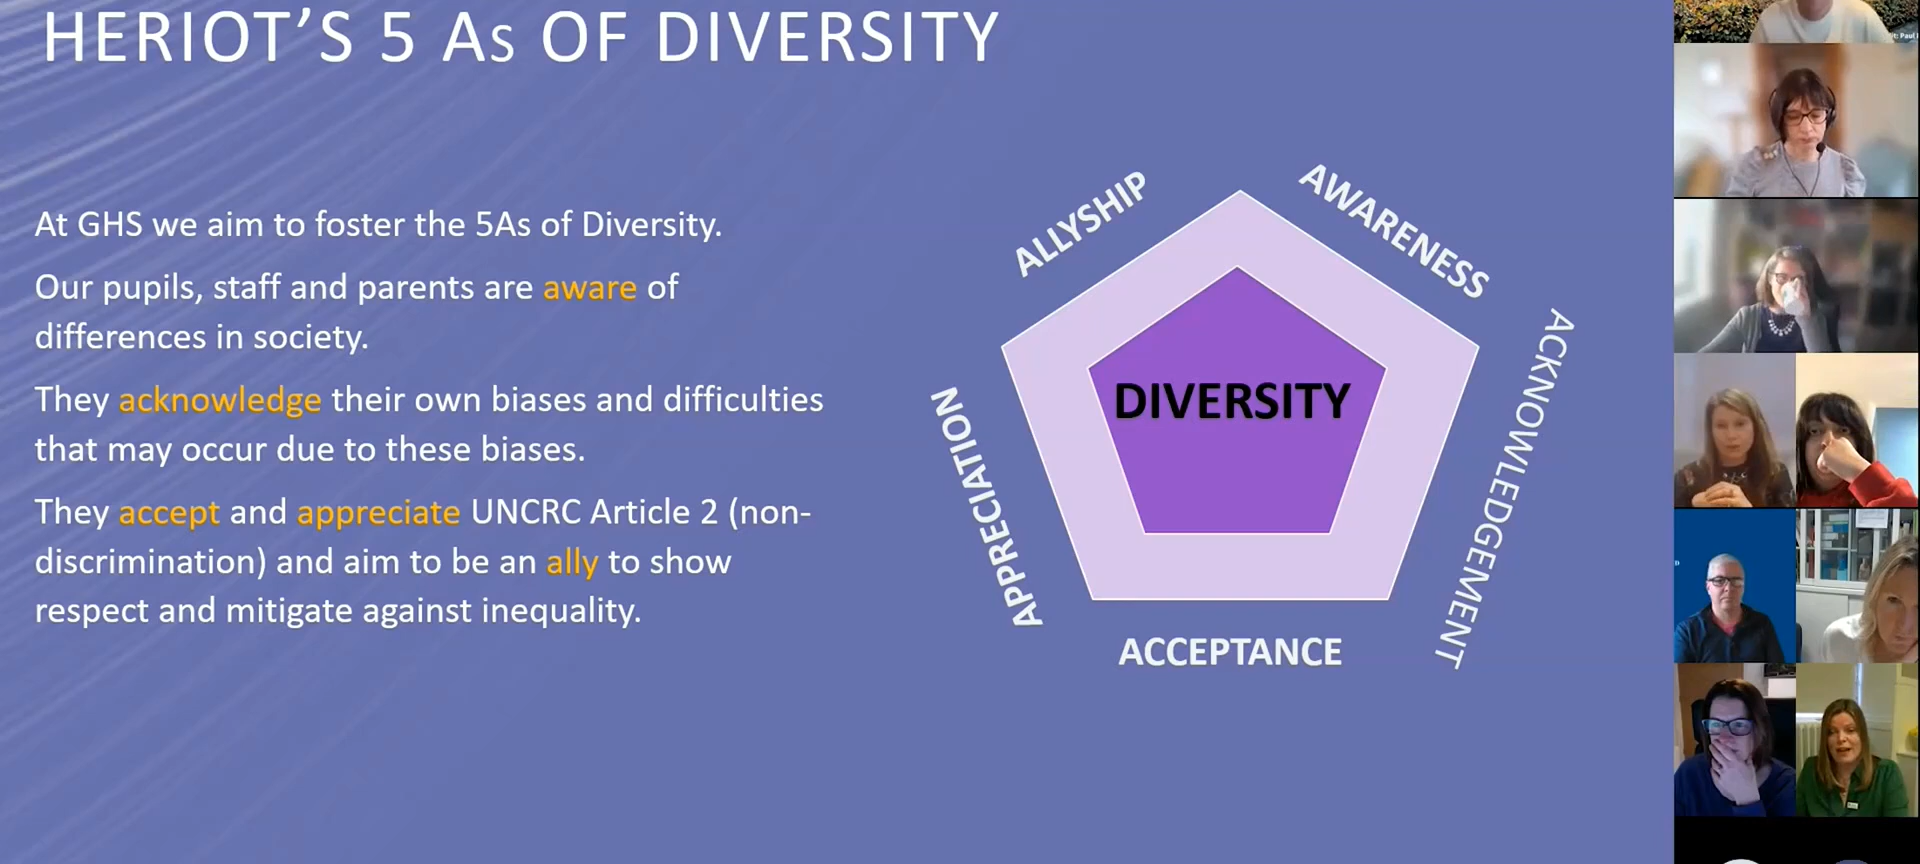 HERIOT’S 5 As OF DIVERSITY
At GHS we aim to foster the 5As of Diversity.
Our pupils, staff and parents are aware of
differences in society.
They acknowledge their own biases and difficulties
that may occur due to these biases.
They accept and appreciate UNCRC Article 2 (non-
discrimination) and aim to be an ally to show
respect and mitigate against inequality.
ALLYSHIP
AWARENESS
ACKNOWLEDGEMENT
ACCEPTANCE
APPRECIATION
DIVERSITY
Paul